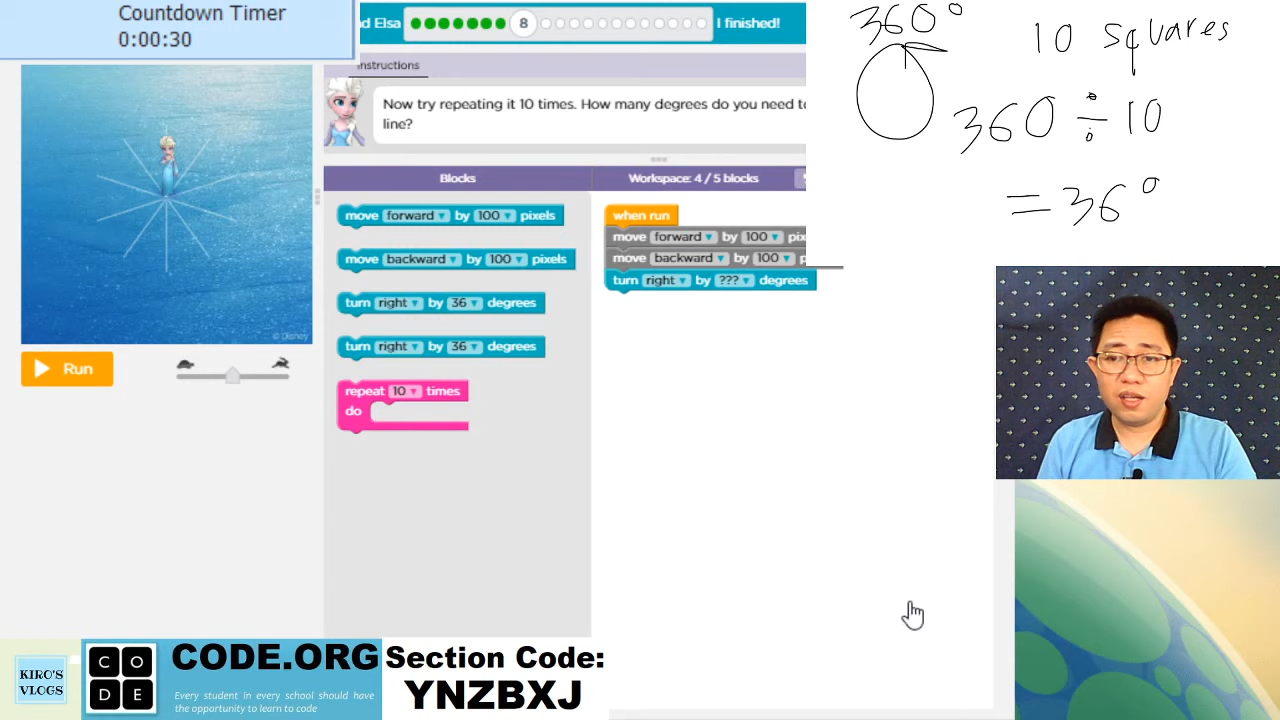 Countdown Timer
0:00:30
d Elsa
8
I finished!
Instructions
Now try repeating it 10 times. How many degrees do you need to
line?
Blocks
Workspace: 4 / 5 blocks
move forward by 100 pixels
move backward by 100 pixels
turn right by 36 degrees
turn right by 36 degrees
repeat 10 times
do
when run
move forward by 100 pix
move backward by 100 p
turn right by ??? degrees
© Disney
Run
360°
10 squares
360 ÷ 10
= 36°
KIRC'S
VLOGS
C O
D E
CODE.ORG
Every student in every school should have
the opportunity to learn to code
Section Code:
YNZBXJ